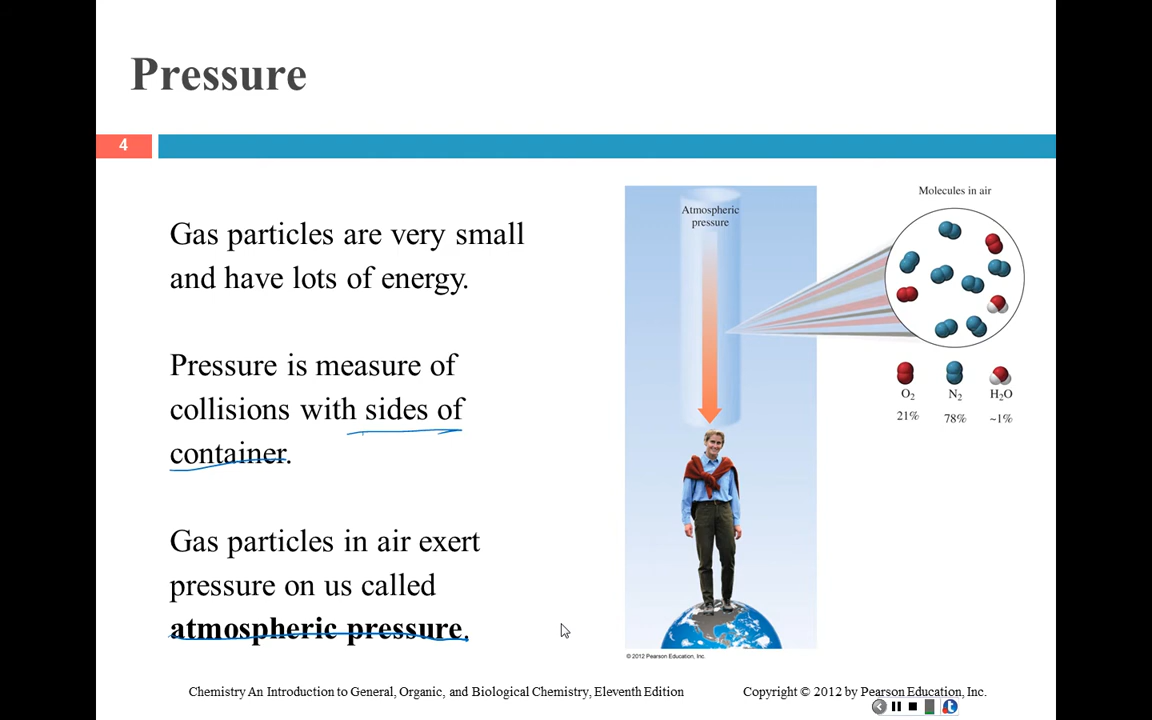 Pressure
4
Gas particles are very small
and have lots of energy.
Pressure is measure of
collisions with sides of
container.
Gas particles in air exert
pressure on us called
atmospheric pressure.
Atmospheric
pressure
Molecules in air
O₂ N₂ H₂O
21% 78% ~1%
© 2012 Pearson Education, Inc.
Chemistry An Introduction to General, Organic, and Biological Chemistry, Eleventh Edition
Copyright © 2012 by Pearson Education, Inc.